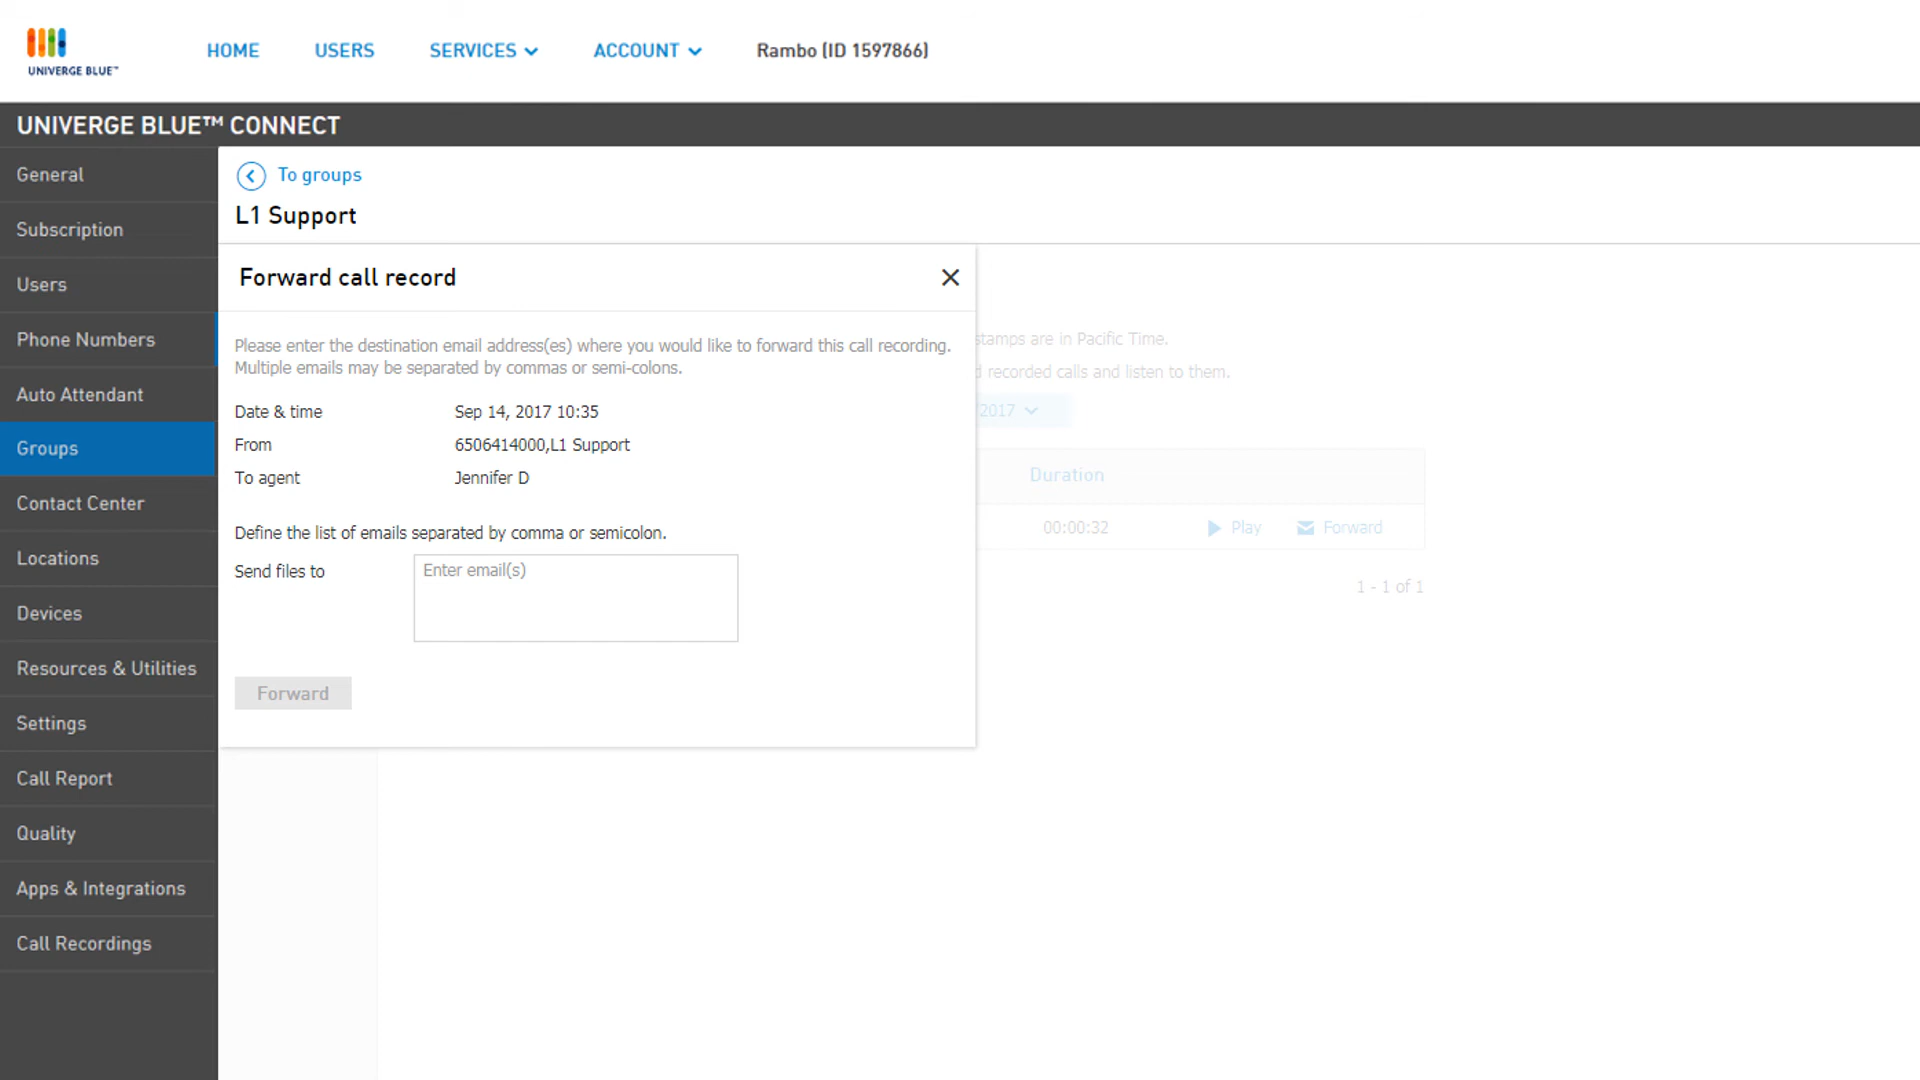 UNIVERGE BLUE™
HOME USERS SERVICES ACCOUNT Rambo (ID 1597866)
UNIVERGE BLUE™ CONNECT
General
Subscription
Users
Phone Numbers
Auto Attendant
Groups
Contact Center
Locations
Devices
Resources & Utilities
Settings
Call Report
Quality
Apps & Integrations
Call Recordings
To groups
L1 Support
Forward call record
Please enter the destination email address(es) where you would like to forward this call recording.
Multiple emails may be separated by commas or semi-colons.
Date & time Sep 14, 2017 10:35
From 6506414000,L1 Support
To agent Jennifer D
Define the list of emails separated by comma or semicolon.
Send files to Enter email(s)
Forward
stamps are in Pacific Time.
recorded calls and listen to them.
2017
Duration
00:00:32 Play Forward
1 - 1 of 1